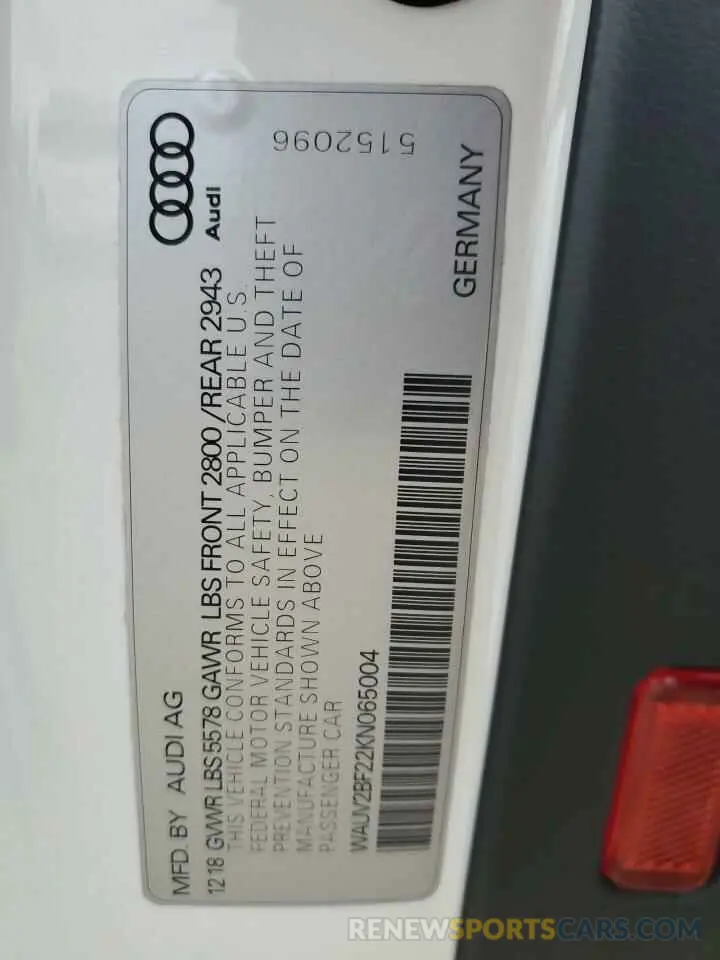 MFD. BY AUDI AG
Audi
1218 GVWR LBS 5578 GAWR LBS FRONT 2800 /REAR 2943
THIS VEHICLE CONFORMS TO ALL APPLICABLE U.S.
FEDERAL MOTOR VEHICLE SAFETY, BUMPER AND THEFT
PREVENTION STANDARDS IN EFFECT ON THE DATE OF
MANUFACTURE SHOWN ABOVE
PASSENGER CAR
WAUV2BF22KN065004
GERMANY
5152096
RENEWSPORTSCARS.COM